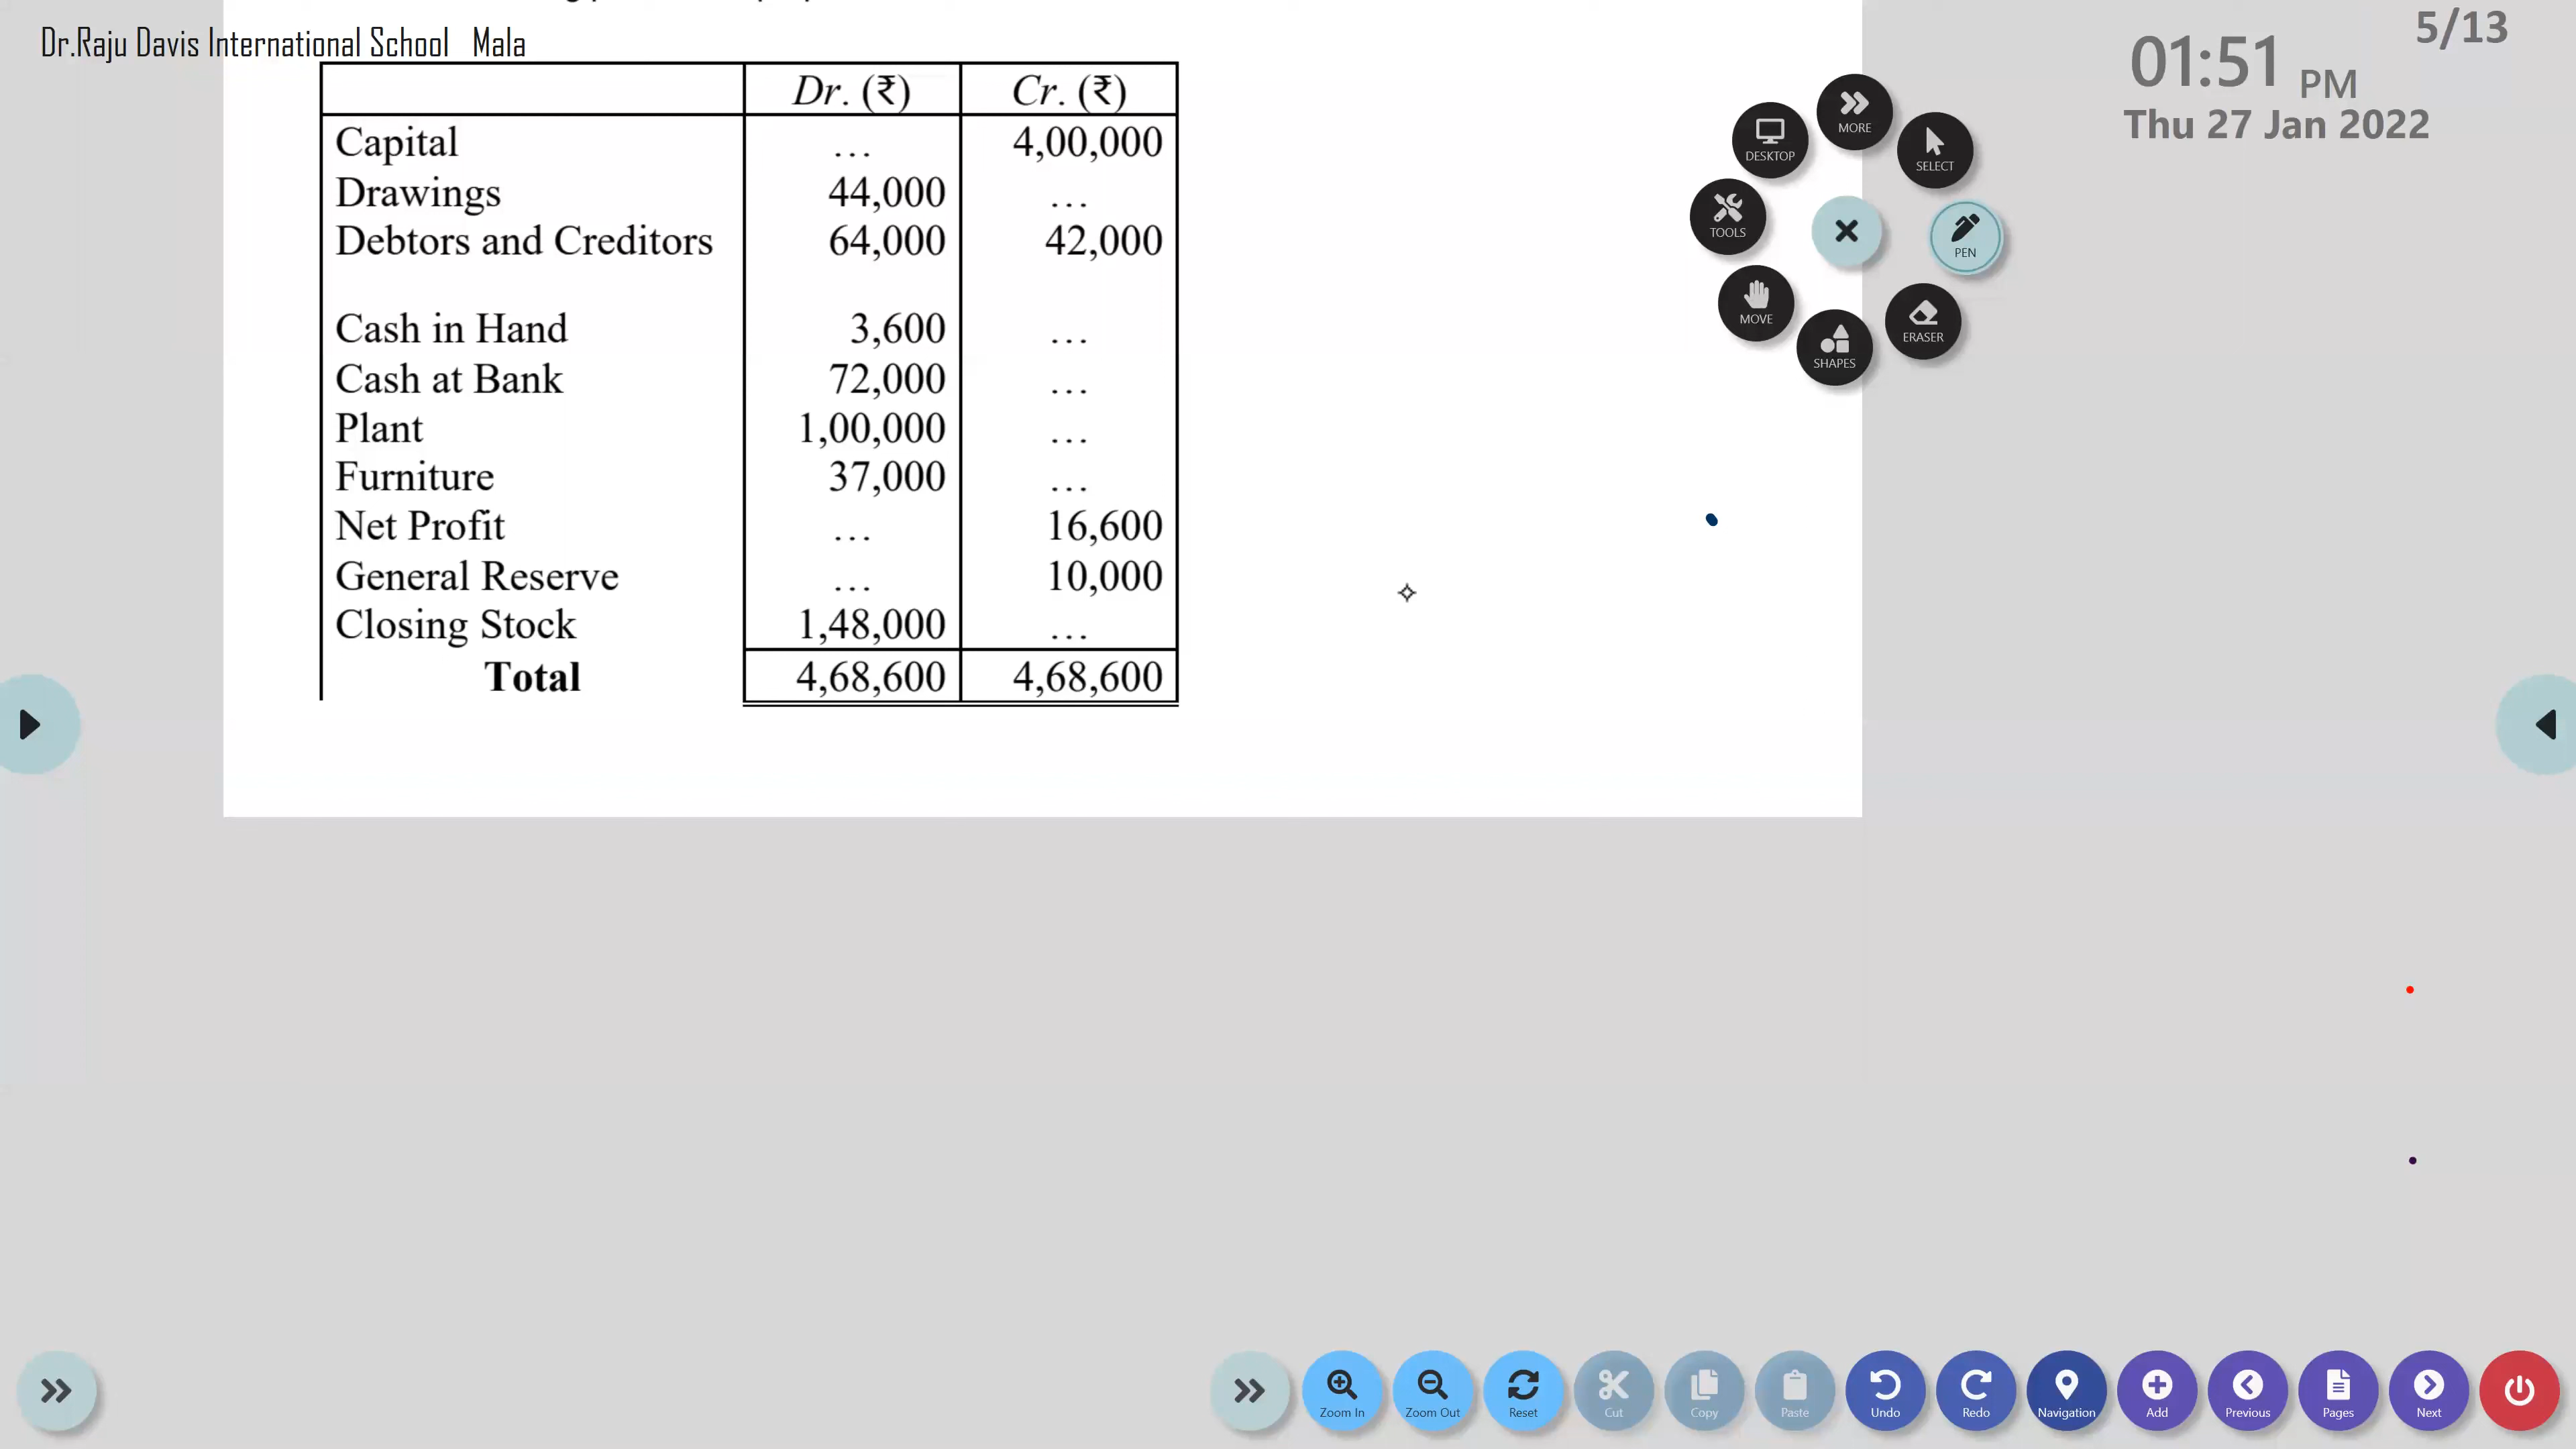 Dr.Raju Davis International School Mala
5/13
01:51 PM
Thu 27 Jan 2022
Dr. (₹) Cr. (₹)
Capital ... 4,00,000
Drawings 44,000 ...
Debtors and Creditors 64,000 42,000
Cash in Hand 3,600 ...
Cash at Bank 72,000 ...
Plant 1,00,000 ...
Furniture 37,000 ...
Net Profit ... 16,600
General Reserve ... 10,000
Closing Stock 1,48,000 ...
Total 4,68,600 4,68,600
MORE
DESKTOP
SELECT
TOOLS
PEN
MOVE
ERASER
SHAPES
Zoom In Zoom Out Reset Cut Copy Paste Undo Redo Navigation Add Previous Pages Next